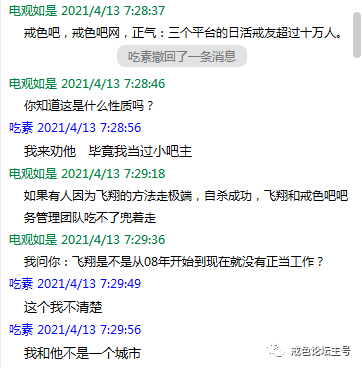 电观如是 2021/4/13 7:28:37
戒色吧，戒色吧网，正气：三个平台的日活戒友超过十万人。
吃素撤回了一条消息
电观如是 2021/4/13 7:28:46
你知道这是什么性质吗？
吃素 2021/4/13 7:28:56
我来劝他　毕竟我当过小吧主
电观如是 2021/4/13 7:29:18
如果有人因为飞翔的方法走极端，自杀成功，飞翔和戒色吧吧
务管理团队吃不了兜着走
电观如是 2021/4/13 7:29:36
我问你：飞翔是不是从08年开始到现在就没有正当工作？
吃素 2021/4/13 7:29:49
这个我不清楚
吃素 2021/4/13 7:29:56
我和他不是一个城市
戒色论坛主号